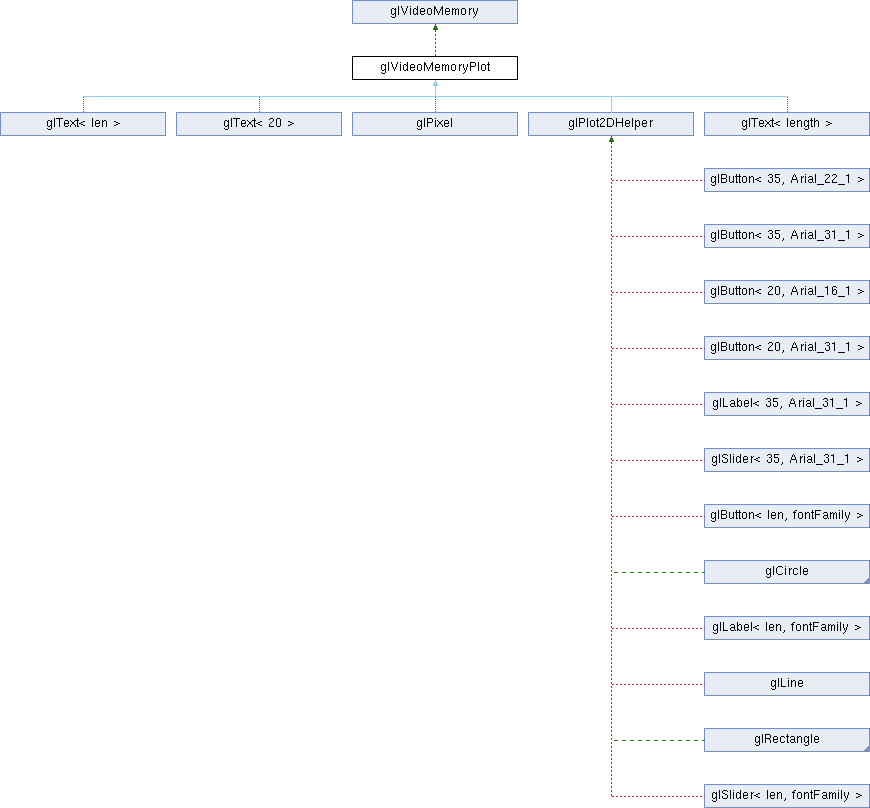 glVideoMemory
glVideoMemoryPlot
glText< len >
glText< 20 >
glPixel
glPlot2DHelper
glText< length >
glButton< 35, Arial_22_1 >
glButton< 35, Arial_31_1 >
glButton< 20, Arial_16_1 >
glButton< 20, Arial_31_1 >
glLabel< 35, Arial_31_1 >
glSlider< 35, Arial_31_1 >
glButton< len, fontFamily >
glCircle
glLabel< len, fontFamily >
glLine
glRectangle
glSlider< len, fontFamily >